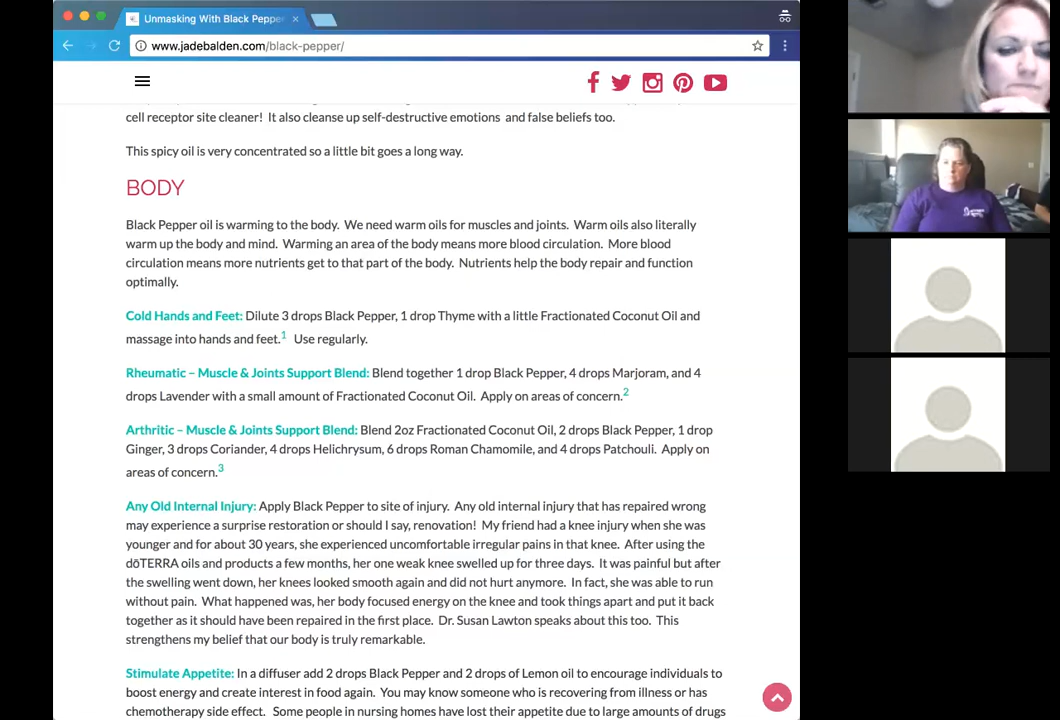 Unmasking With Black Peppe
www.jadebalden.com/black-pepper/
cell receptor site cleaner! It also cleanse up self-destructive emotions and false beliefs too.
This spicy oil is very concentrated so a little bit goes a long way.
BODY
Black Pepper oil is warming to the body. We need warm oils for muscles and joints. Warm oils also literally
warm up the body and mind. Warming an area of the body means more blood circulation. More blood
circulation means more nutrients get to that part of the body. Nutrients help the body repair and function
optimally.
Cold Hands and Feet: Dilute 3 drops Black Pepper, 1 drop Thyme with a little Fractionated Coconut Oil and
massage into hands and feet.1 Use regularly.
Rheumatic – Muscle & Joints Support Blend: Blend together 1 drop Black Pepper, 4 drops Marjoram, and 4
drops Lavender with a small amount of Fractionated Coconut Oil. Apply on areas of concern.2
Arthritic – Muscle & Joints Support Blend: Blend 2oz Fractionated Coconut Oil, 2 drops Black Pepper, 1 drop
Ginger, 3 drops Coriander, 4 drops Helichrysum, 6 drops Roman Chamomile, and 4 drops Patchouli. Apply on
areas of concern.3
Any Old Internal Injury: Apply Black Pepper to site of injury. Any old internal injury that has repaired wrong
may experience a surprise restoration or should I say, renovation! My friend had a knee injury when she was
younger and for about 30 years, she experienced uncomfortable irregular pains in that knee. After using the
dōTERRA oils and products a few months, her one weak knee swelled up for three days. It was painful but after
the swelling went down, her knees looked smooth again and did not hurt anymore. In fact, she was able to run
without pain. What happened was, her body focused energy on the knee and took things apart and put it back
together as it should have been repaired in the first place. Dr. Susan Lawton speaks about this too. This
strengthens my belief that our body is truly remarkable.
Stimulate Appetite: In a diffuser add 2 drops Black Pepper and 2 drops of Lemon oil to encourage individuals to
boost energy and create interest in food again. You may know someone who is recovering from illness or has
chemotherapy side effect. Some people in nursing homes have lost their appetite due to large amounts of drugs